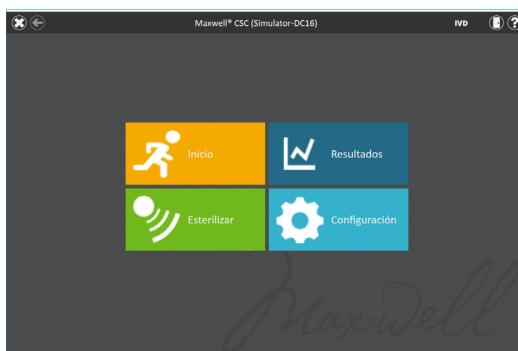 Maxwell® CSC (Simulator-DC16)
IVD
?
Inicio
Resultados
Esterilizar
Configuración
Maxwell